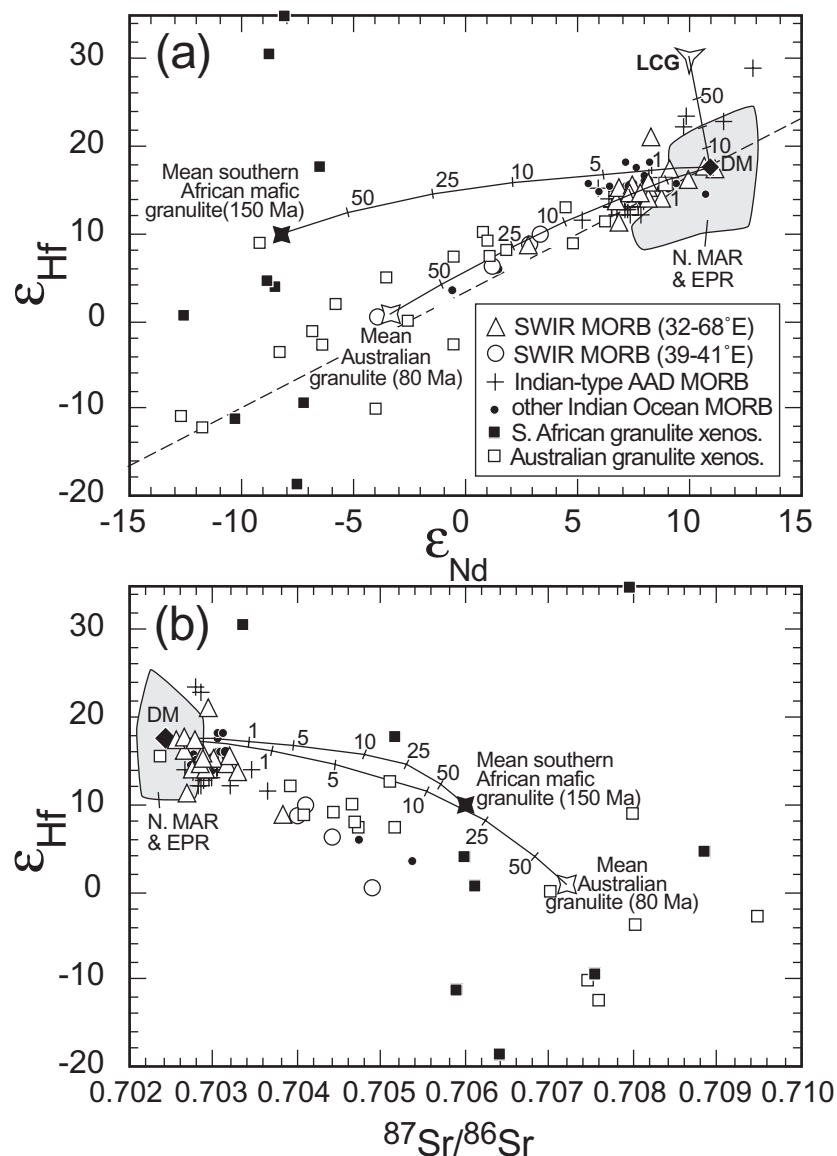 (a)
LCG
50
10
DM
1
5
10
25
50
Mean southern
African mafic
granulite(150 Ma)
1
10
25
50
N. MAR
& EPR
Mean
Australian
granulite (80 Ma)
SWIR MORB (32-68˚E)
SWIR MORB (39-41˚E)
Indian-type AAD MORB
other Indian Ocean MORB
S. African granulite xenos.
Australian granulite xenos.
30
20
10
0
-10
-20
εHf
-15 -10 -5 0 5 10 15
εNd
(b)
DM
N. MAR
& EPR
1
5
10
25
50
1
5
10
25
50
Mean southern
African mafic
granulite (150 Ma)
Mean
Australian
granulite (80 Ma)
30
20
10
0
-10
-20
εHf
0.702 0.703 0.704 0.705 0.706 0.707 0.708 0.709 0.710
87Sr/86Sr